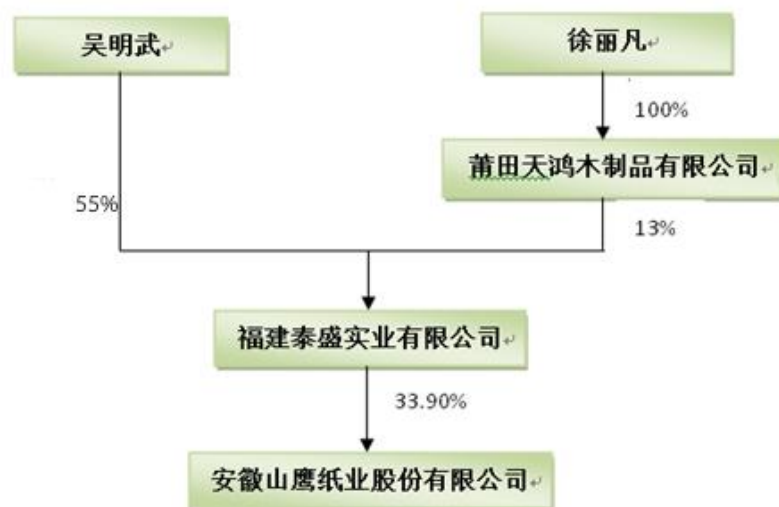 吴明武
徐丽凡
100%
莆田天鸿木制品有限公司
55%
13%
福建泰盛实业有限公司
33.90%
安徽山鹰纸业股份有限公司